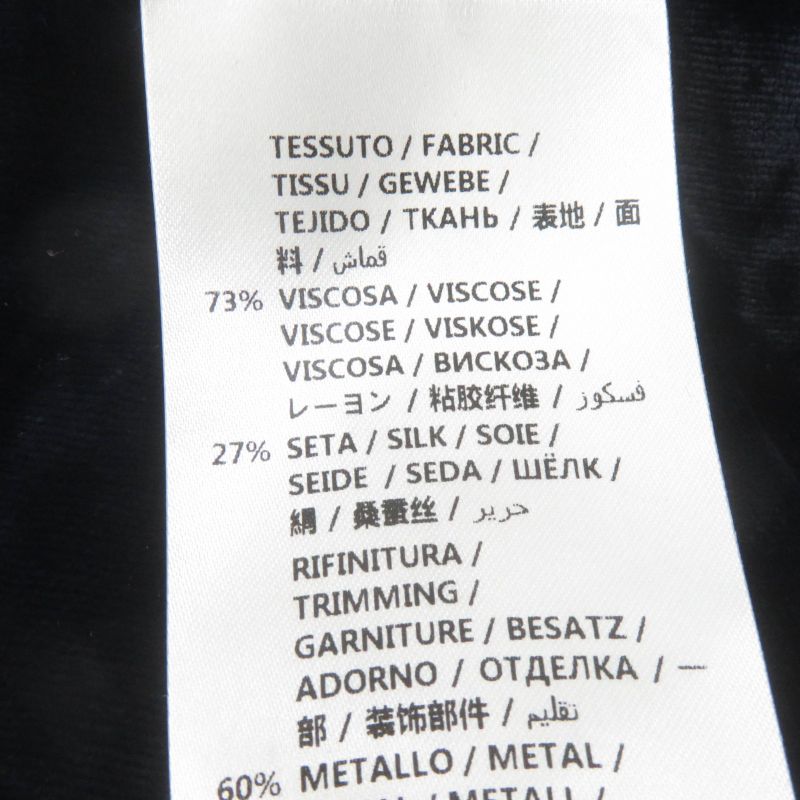 TESSUTO / FABRIC /
TISSU / GEWEBE /
TEJIDO / ТКАНЬ / 表地 / 面
料 / قماش
73% VISCOSA / VISCOSE /
VISCOSE / VISKOSE /
VISCOSA / ВИСКОЗА /
レーヨン / 粘胶纤维 / فسكوز
27% SETA / SILK / SOIE /
SEIDE / SEDA / ШЁЛК /
絹 / 桑蚕丝 / حرير
RIFINITURA /
TRIMMING /
GARNITURE / BESATZ /
ADORNO / ОТДЕЛКА / 一
部 / 装饰部件 / تقليم
60% METALLO / METAL /
/ METALL /